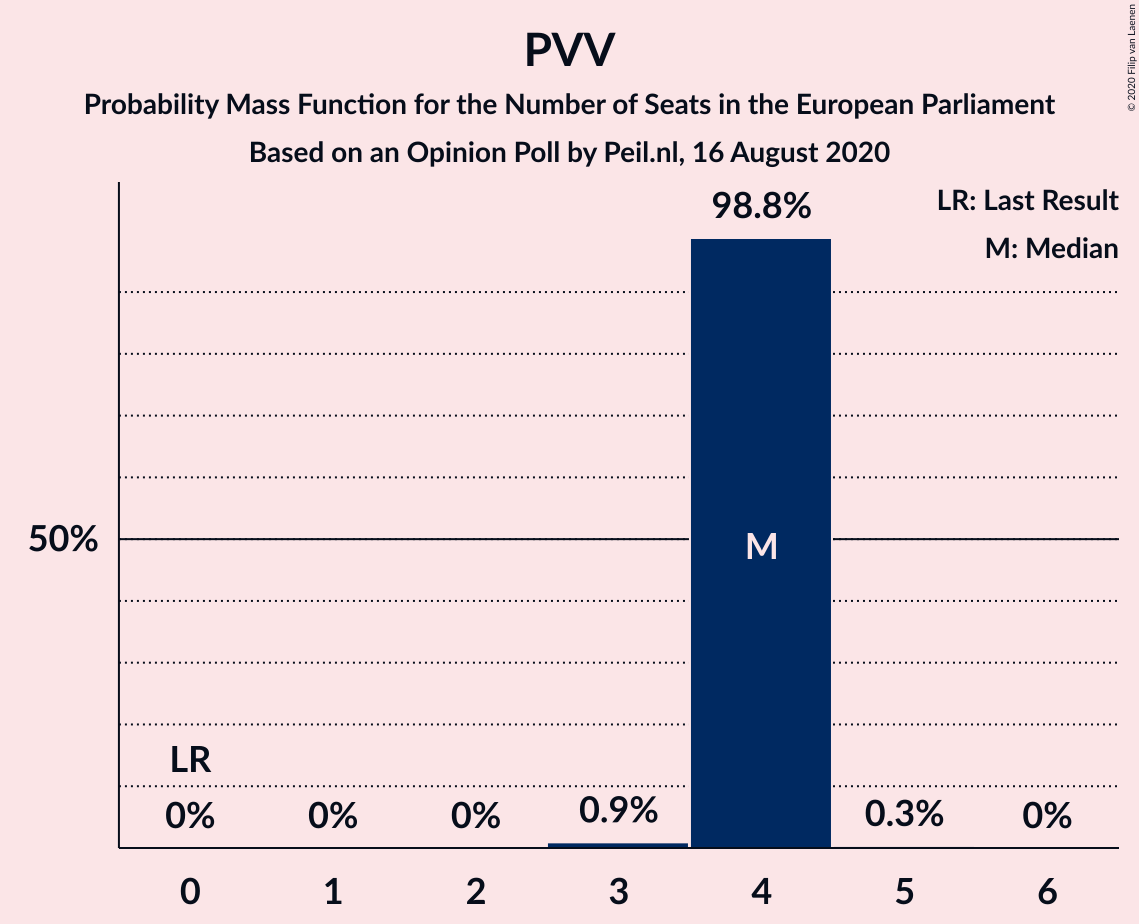 PVV
Probability Mass Function for the Number of Seats in the European Parliament
Based on an Opinion Poll by Peil.nl, 16 August 2020
© 2020 Filip van Laenen
LR: Last Result
M: Median
98.8%
50%
M
LR
0% 0% 0% 0.9% 0.3% 0%
0 1 2 3 4 5 6